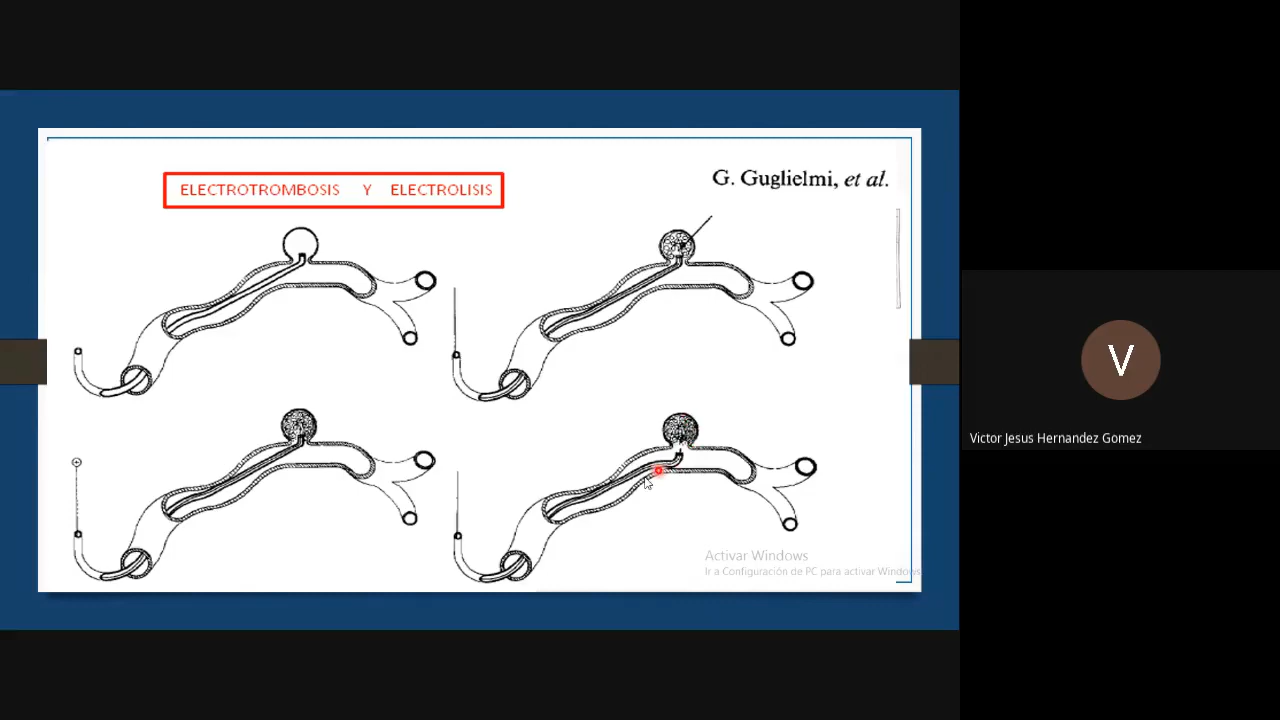 ELECTROTROMBOSIS Y ELECTROLISIS
G. Guglielmi, et al.
V
Victor Jesus Hernandez Gomez
Activar Windows
Ir a Configuración de PC para activar Windows